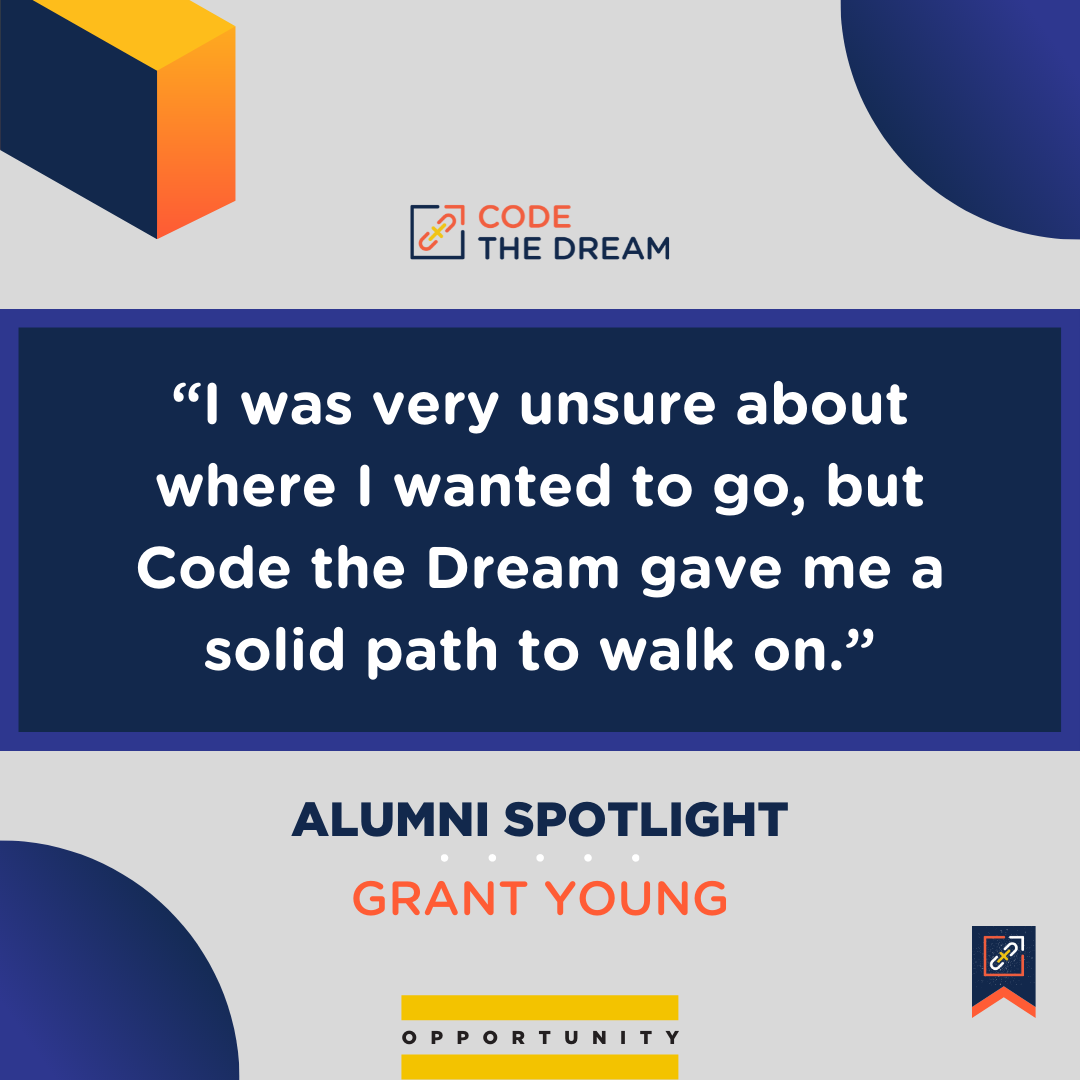 CODE
THE DREAM
“I was very unsure about
where I wanted to go, but
Code the Dream gave me a
solid path to walk on.”
ALUMNI SPOTLIGHT
GRANT YOUNG
OPPORTUNITY